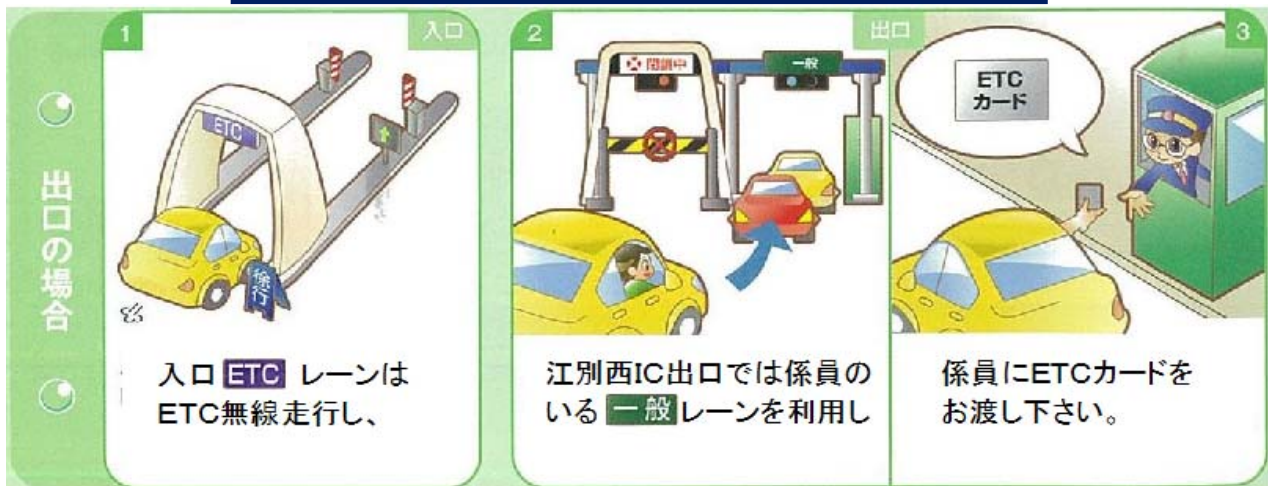 出口の場合
1
入口
ETC
徐行
入口 ETC レーンは
ETC無線走行し、
2
出口
閉鎖中
一般
江別西IC出口では係員の
いる 一般 レーンを利用し
3
ETC
カード
係員にETCカードを
お渡し下さい。